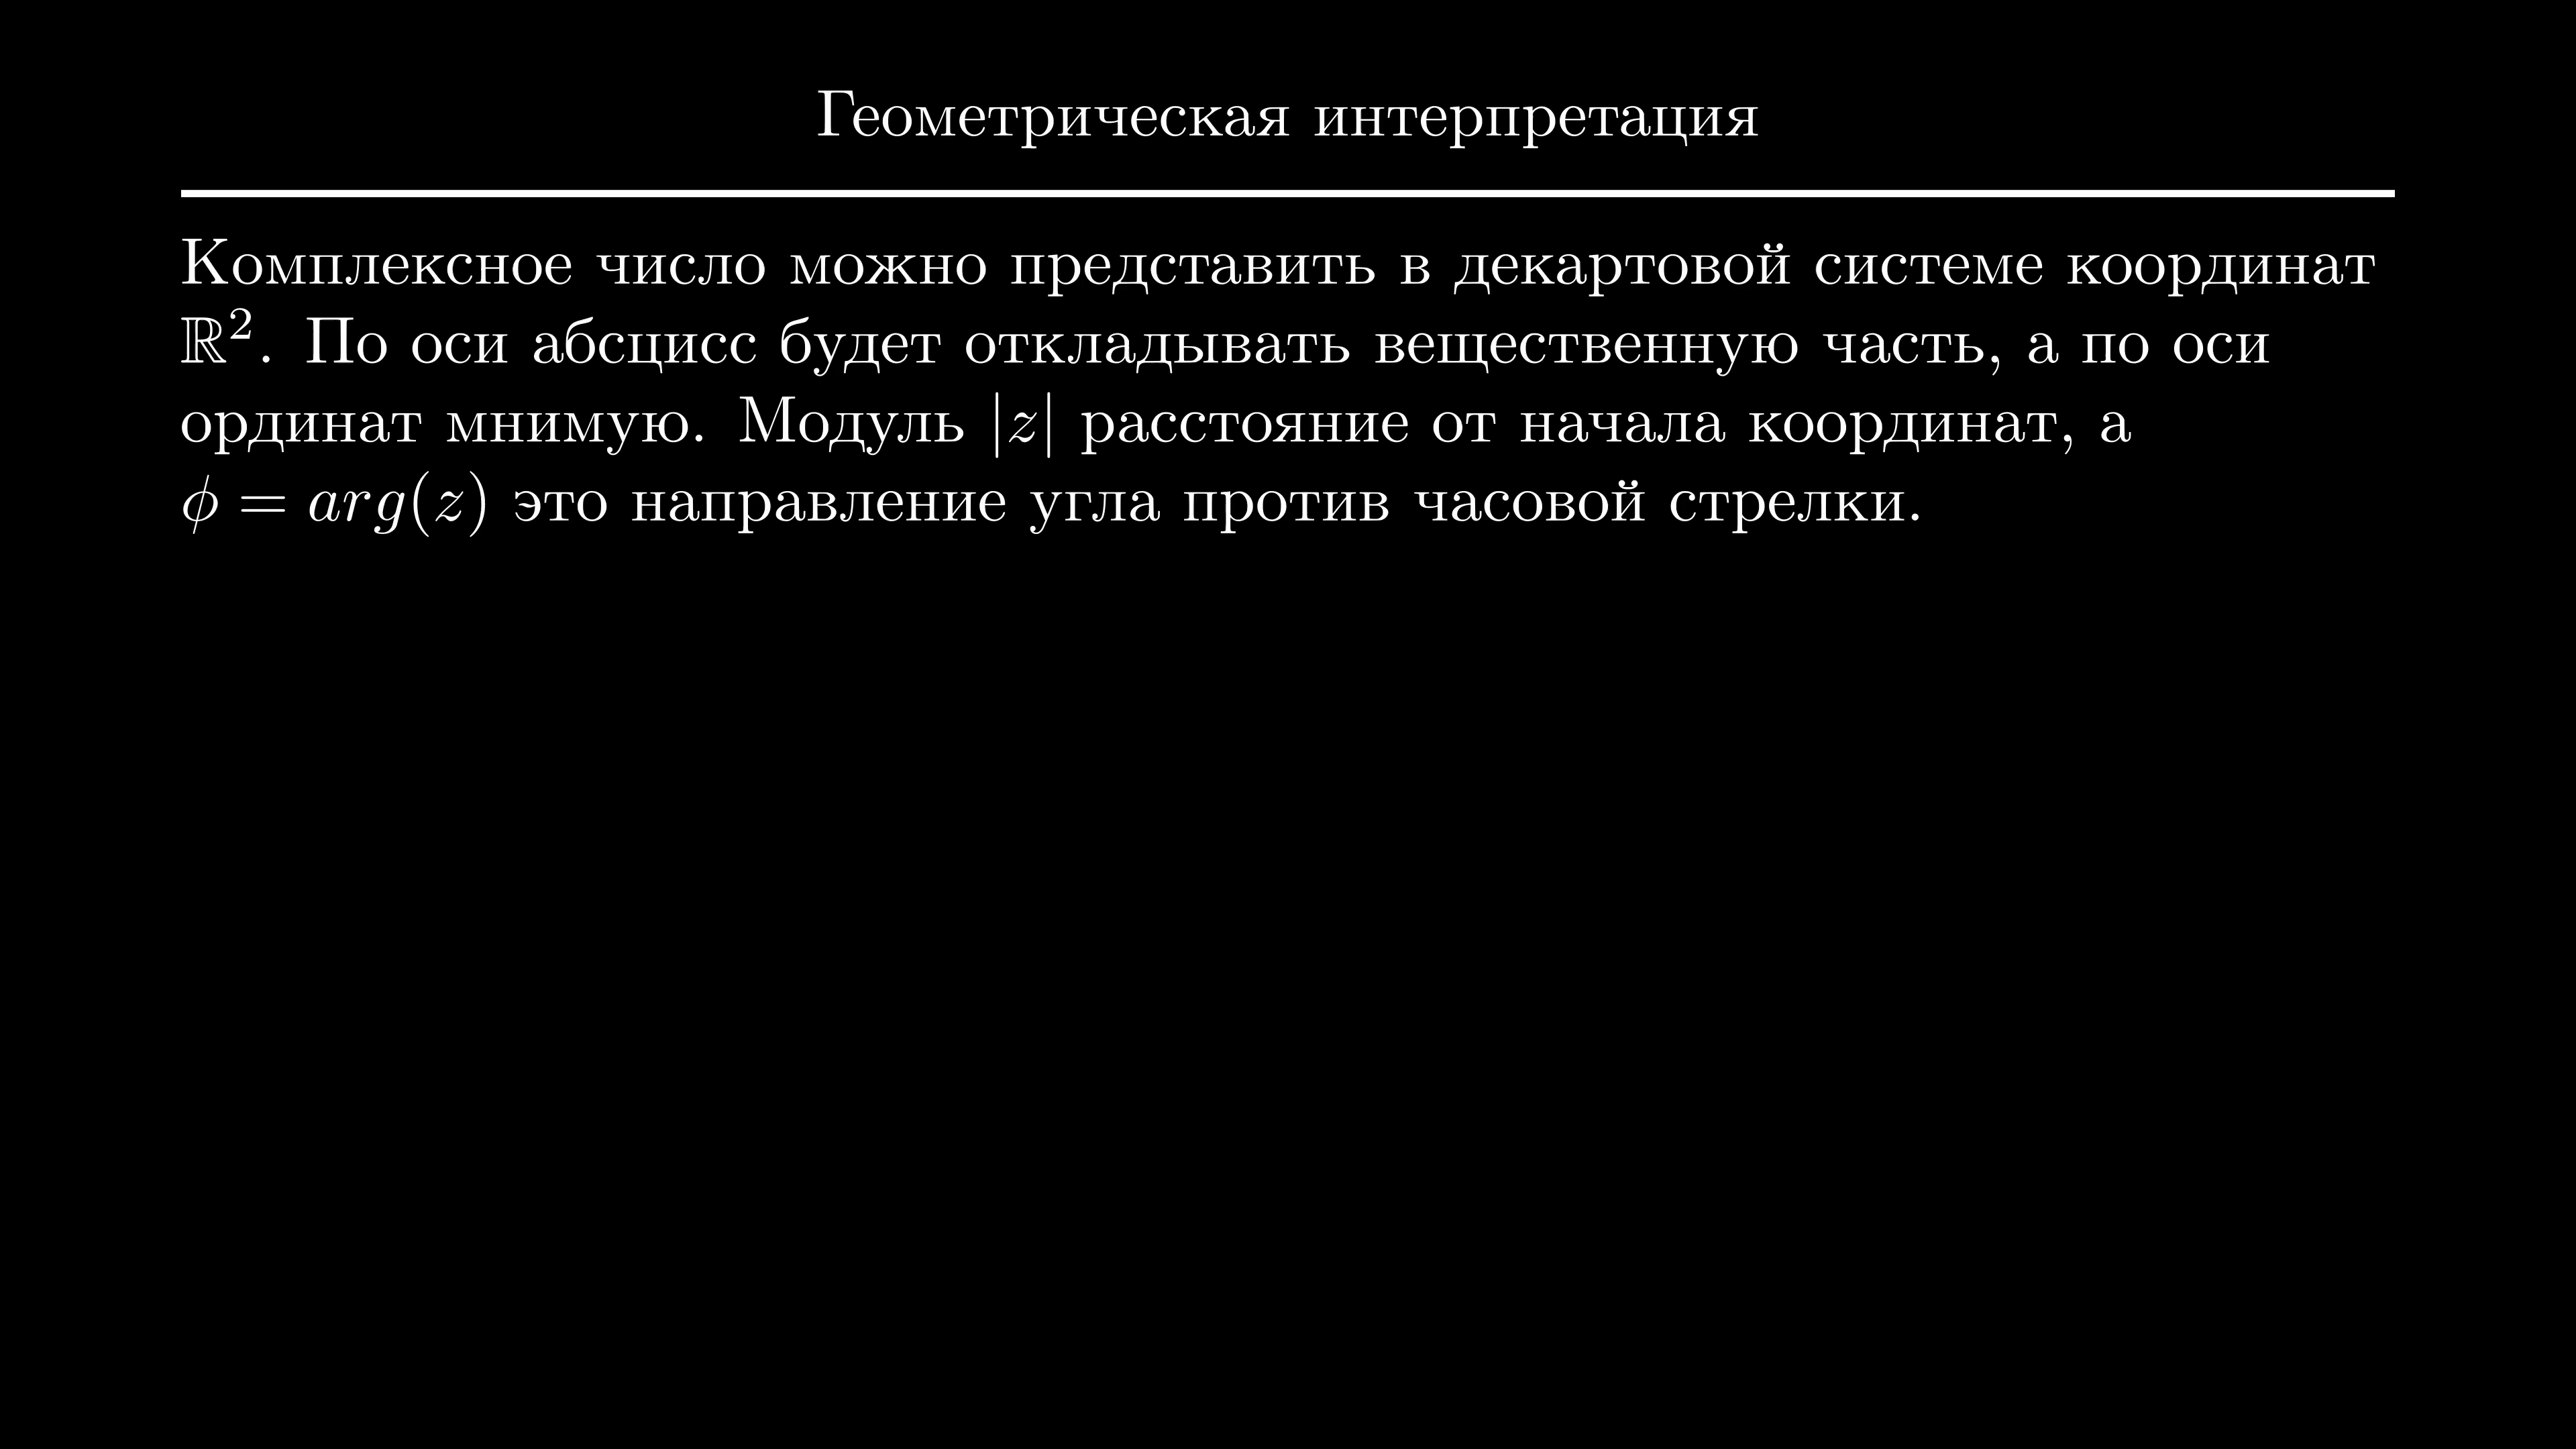 Геометрическая интерпретация
Комплексное число можно представить в декартовой системе координат
ℝ². По оси абсцисс будет откладывать вещественную часть, а по оси
ординат мнимую. Модуль |z| расстояние от начала координат, а
ϕ = arg(z) это направление угла против часовой стрелки.